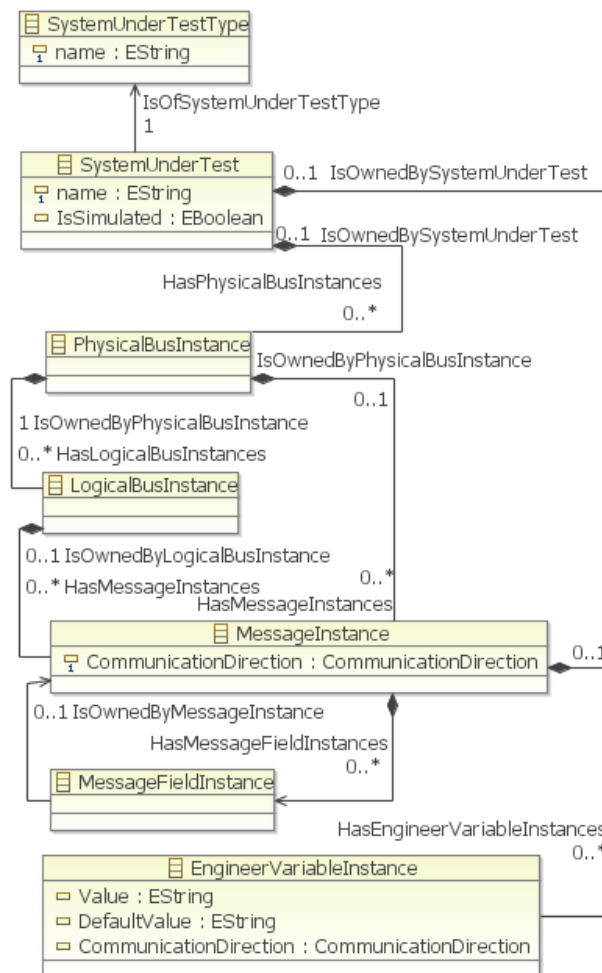 SystemUnderTestType
name : EString
IsOfSystemUnderTestType
1
SystemUnderTest
0..1 IsOwnedBySystemUnderTest
name : EString
IsSimulated : EBoolean
0..1 IsOwnedBySystemUnderTest
HasPhysicalBusInstances
0..*
PhysicalBusInstance
IsOwnedByPhysicalBusInstance
0..1
1 IsOwnedByPhysicalBusInstance
0..* HasLogicalBusInstances
LogicalBusInstance
0..1 IsOwnedByLogicalBusInstance
0..*
0..* HasMessageInstances
HasMessageInstances
MessageInstance
0..1
CommunicationDirection : CommunicationDirection
0..1 IsOwnedByMessageInstance
HasMessageFieldInstances
0..*
MessageFieldInstance
HasEngineerVariableInstances
0..*
EngineerVariableInstance
Value : EString
DefaultValue : EString
CommunicationDirection : CommunicationDirection